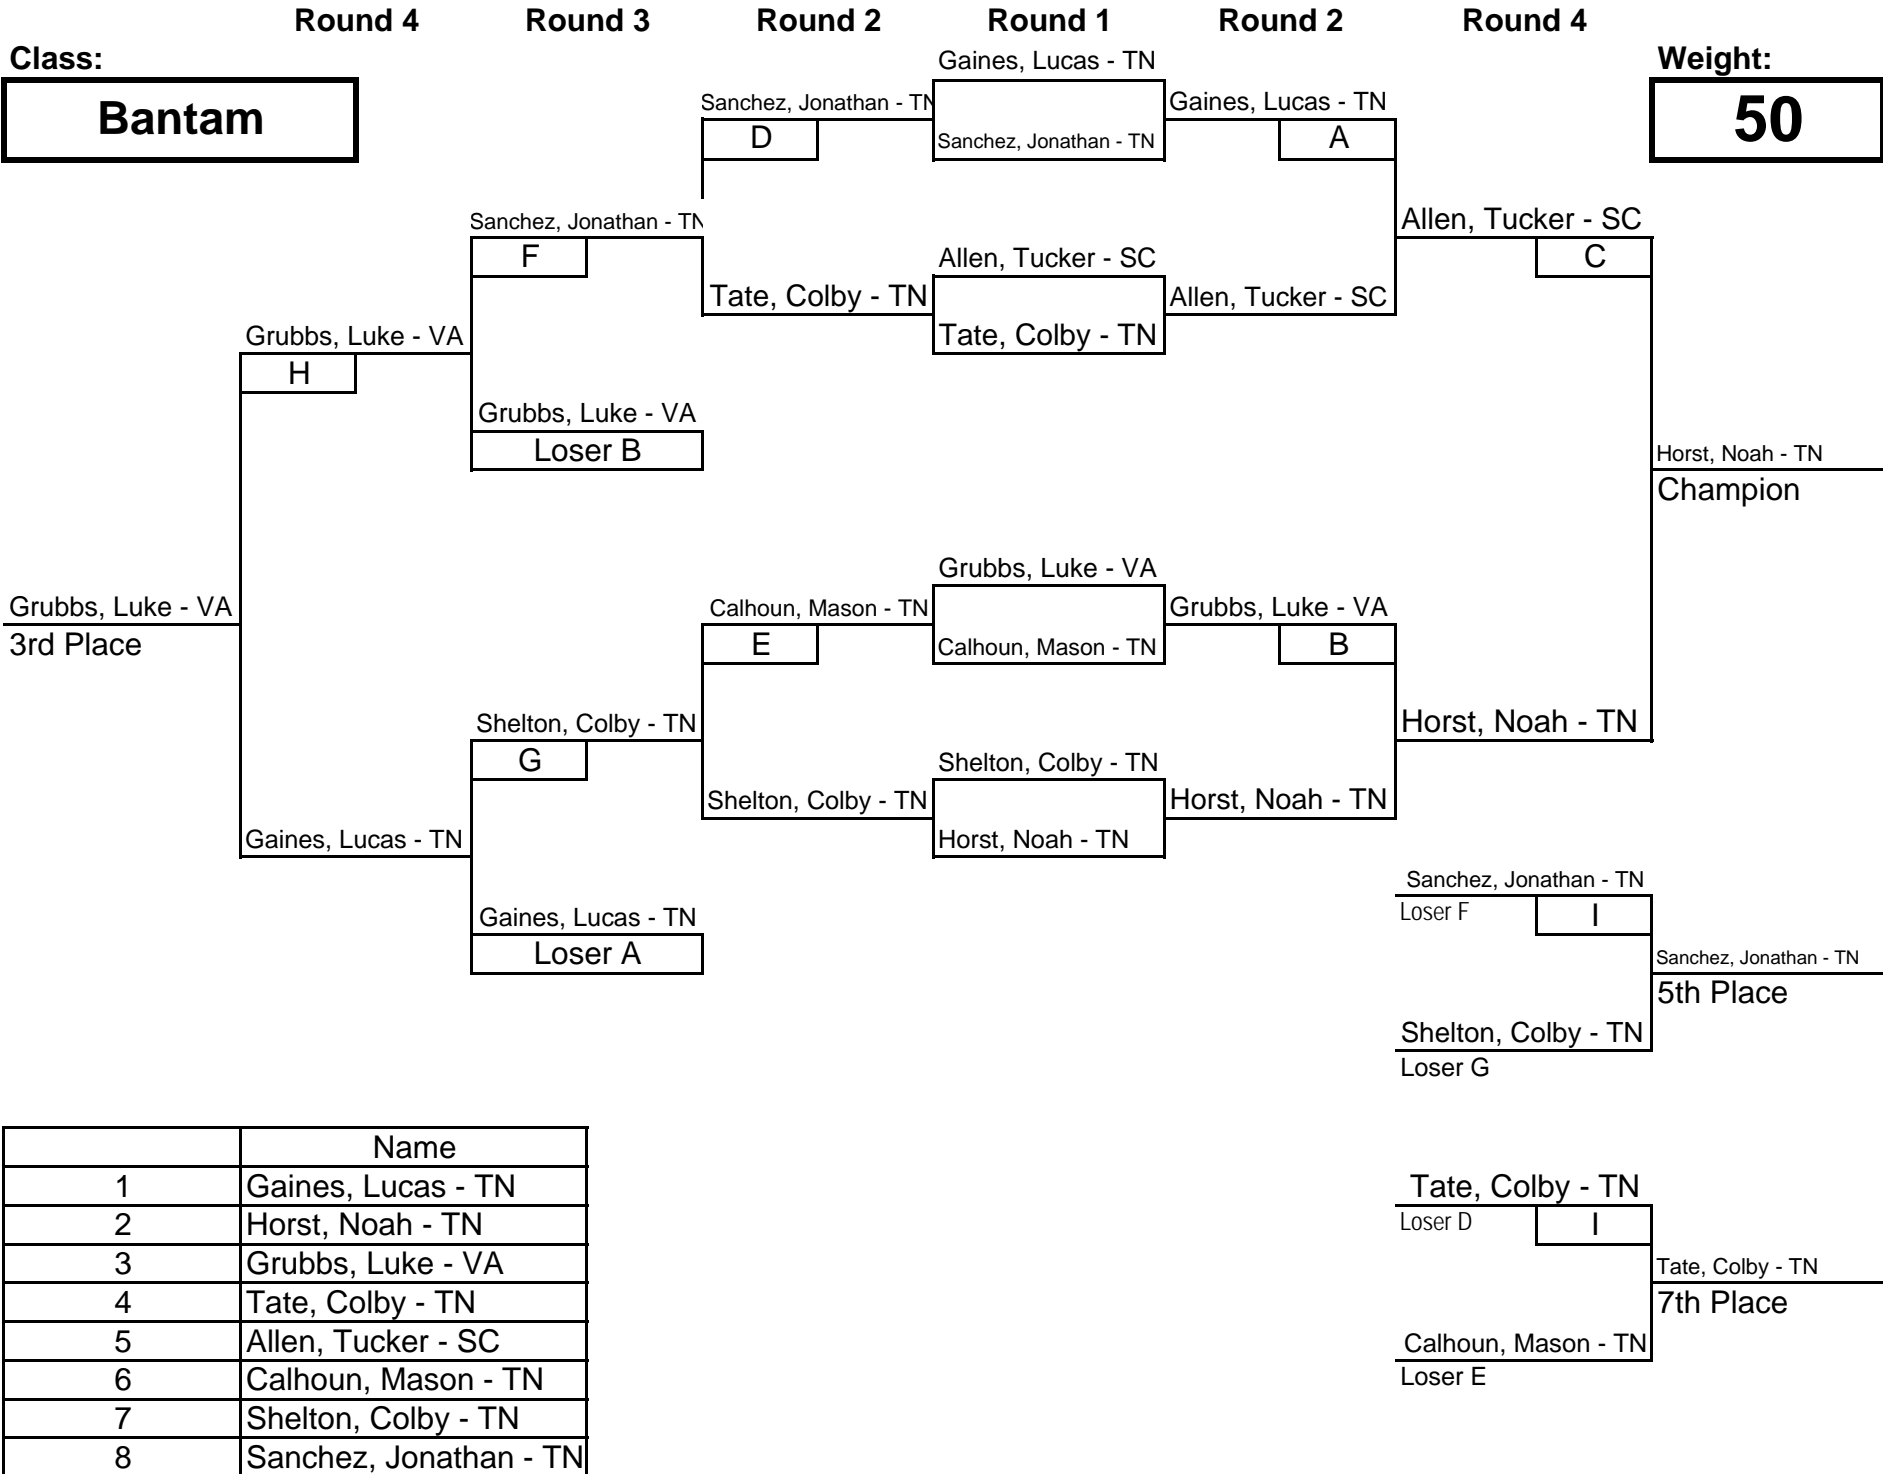 Round 4 Round 3 Round 2 Round 1 Round 2 Round 4
Class: Gaines, Lucas - TN Weight:
Bantam Sanchez, Jonathan - TN Gaines, Lucas - TN 50
D Sanchez, Jonathan - TN A
Sanchez, Jonathan - TN Allen, Tucker - SC
F Allen, Tucker - SC C
Tate, Colby - TN Allen, Tucker - SC
Grubbs, Luke - VA Tate, Colby - TN
H
Grubbs, Luke - VA
Loser B Horst, Noah - TN
Champion
Grubbs, Luke - VA
Grubbs, Luke - VA Calhoun, Mason - TN Grubbs, Luke - VA
3rd Place E Calhoun, Mason - TN B
Shelton, Colby - TN Horst, Noah - TN
G Shelton, Colby - TN
Shelton, Colby - TN Horst, Noah - TN
Gaines, Lucas - TN Horst, Noah - TN
Sanchez, Jonathan - TN
Gaines, Lucas - TN Loser F I
Loser A Sanchez, Jonathan - TN
5th Place
Shelton, Colby - TN
Loser G
Name
1 Gaines, Lucas - TN Tate, Colby - TN
2 Horst, Noah - TN Loser D I
3 Grubbs, Luke - VA Tate, Colby - TN
4 Tate, Colby - TN 7th Place
5 Allen, Tucker - SC Calhoun, Mason - TN
6 Calhoun, Mason - TN Loser E
7 Shelton, Colby - TN
8 Sanchez, Jonathan - TN